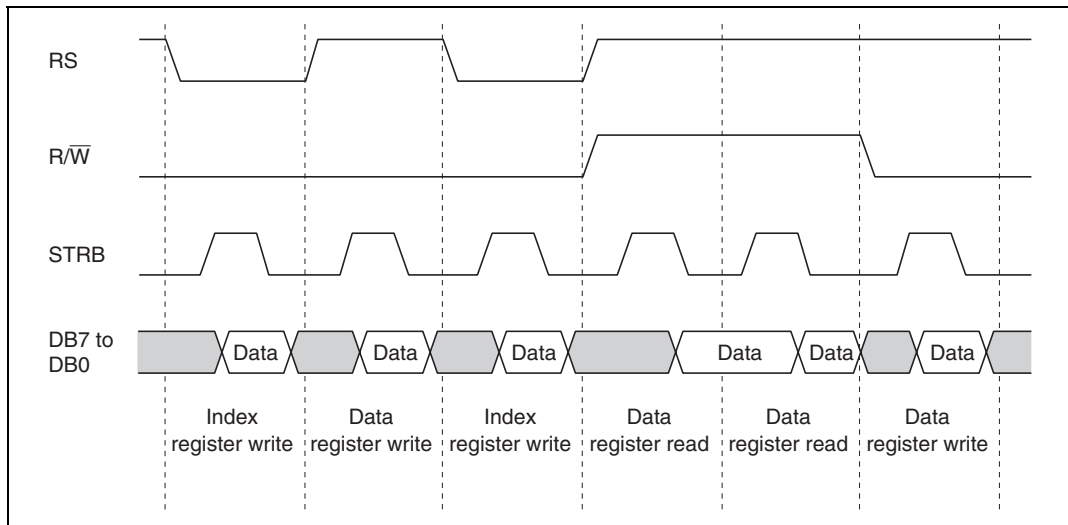 RS
R/W̅
STRB
DB7 to
DB0
Data Data Data Data Data Data
Index
register write
Data
register write
Index
register write
Data
register read
Data
register read
Data
register write